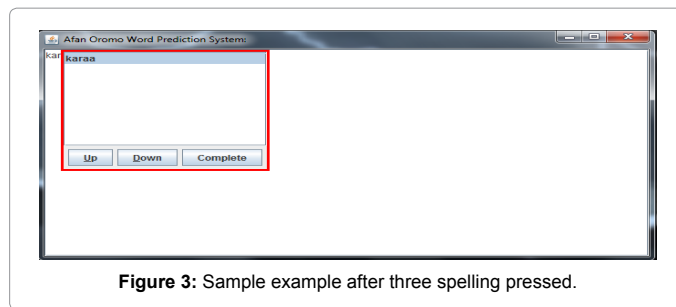 Afan Oromo Word Prediction System:
kar
karaa
Up Down Complete
Figure 3: Sample example after three spelling pressed.